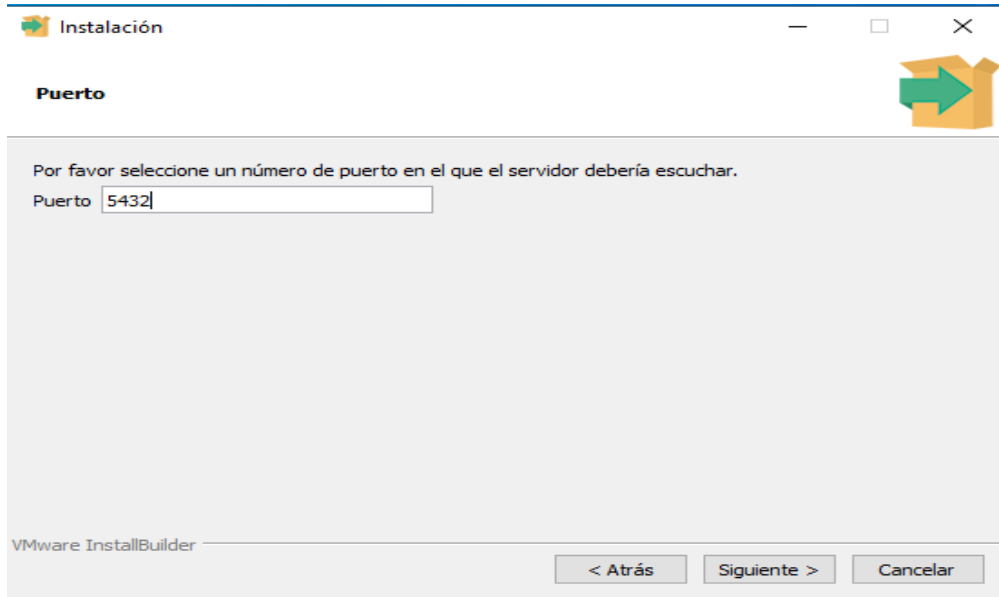 Instalación
Puerto
Por favor seleccione un número de puerto en el que el servidor debería escuchar.
Puerto 5432
VMware InstallBuilder
< Atrás Siguiente > Cancelar